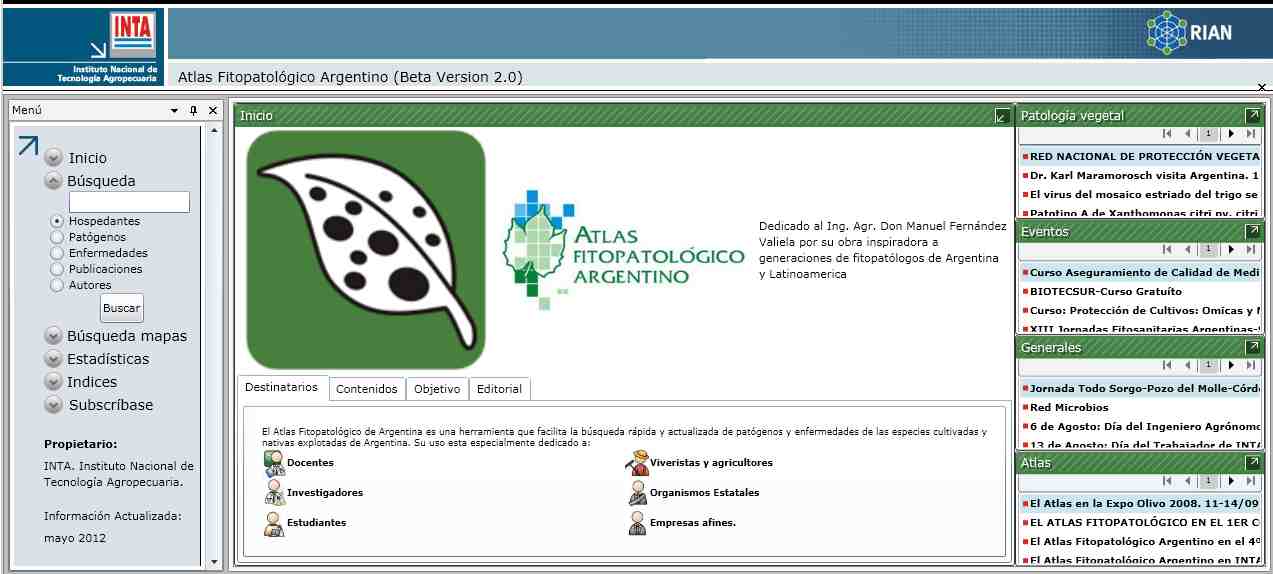 INTA
Instituto Nacional de
Tecnología Agropecuaria
RIAN
Atlas Fitopatológico Argentino (Beta Version 2.0)
Menú
Inicio
Búsqueda
Hospedantes
Patógenos
Enfermedades
Publicaciones
Autores
Buscar
Búsqueda mapas
Estadísticas
Indices
Subscríbase
Propietario:
INTA. Instituto Nacional de
Tecnología Agropecuaria.
Información Actualizada:
mayo 2012
Inicio
ATLAS
FITOPATOLÓGICO
ARGENTINO
Dedicado al Ing. Agr. Don Manuel Fernández
Valiela por su obra inspiradora a
generaciones de fitopatólogos de Argentina
y Latinoamerica
Destinatarios
Contenidos
Objetivo
Editorial
El Atlas Fitopatológico de Argentina es una herramienta que facilita la búsqueda rápida y actualizada de patógenos y enfermedades de las especies cultivadas y
nativas explotadas de Argentina. Su uso esta especialmente dedicado a:
Docentes
Viveristas y agricultores
Investigadores
Organismos Estatales
Estudiantes
Empresas afines.
Patología vegetal
1
RED NACIONAL DE PROTECCIÓN VEGETA
Dr. Karl Maramorosch visita Argentina. 1
El virus del mosaico estriado del trigo se
Patotipo A de Xanthomonas citri pv. citri
Eventos
1
Curso Aseguramiento de Calidad de Medi
BIOTECSUR-Curso Gratuíto
Curso: Protección de Cultivos: Omicas y
XIII Jornadas Fitosanitarias Argentinas-
Generales
1
Jornada Todo Sorgo-Pozo del Molle-Córd
Red Microbios
6 de Agosto: Día del Ingeniero Agrónomo
13 de Agosto: Día del Trabajador de INTA
Atlas
1
El Atlas en la Expo Olivo 2008. 11-14/09
EL ATLAS FITOPATOLÓGICO EN EL 1ER C
El Atlas Fitopatológico Argentino en el 4º
El Atlas Fitopatológico Argentino en INTA